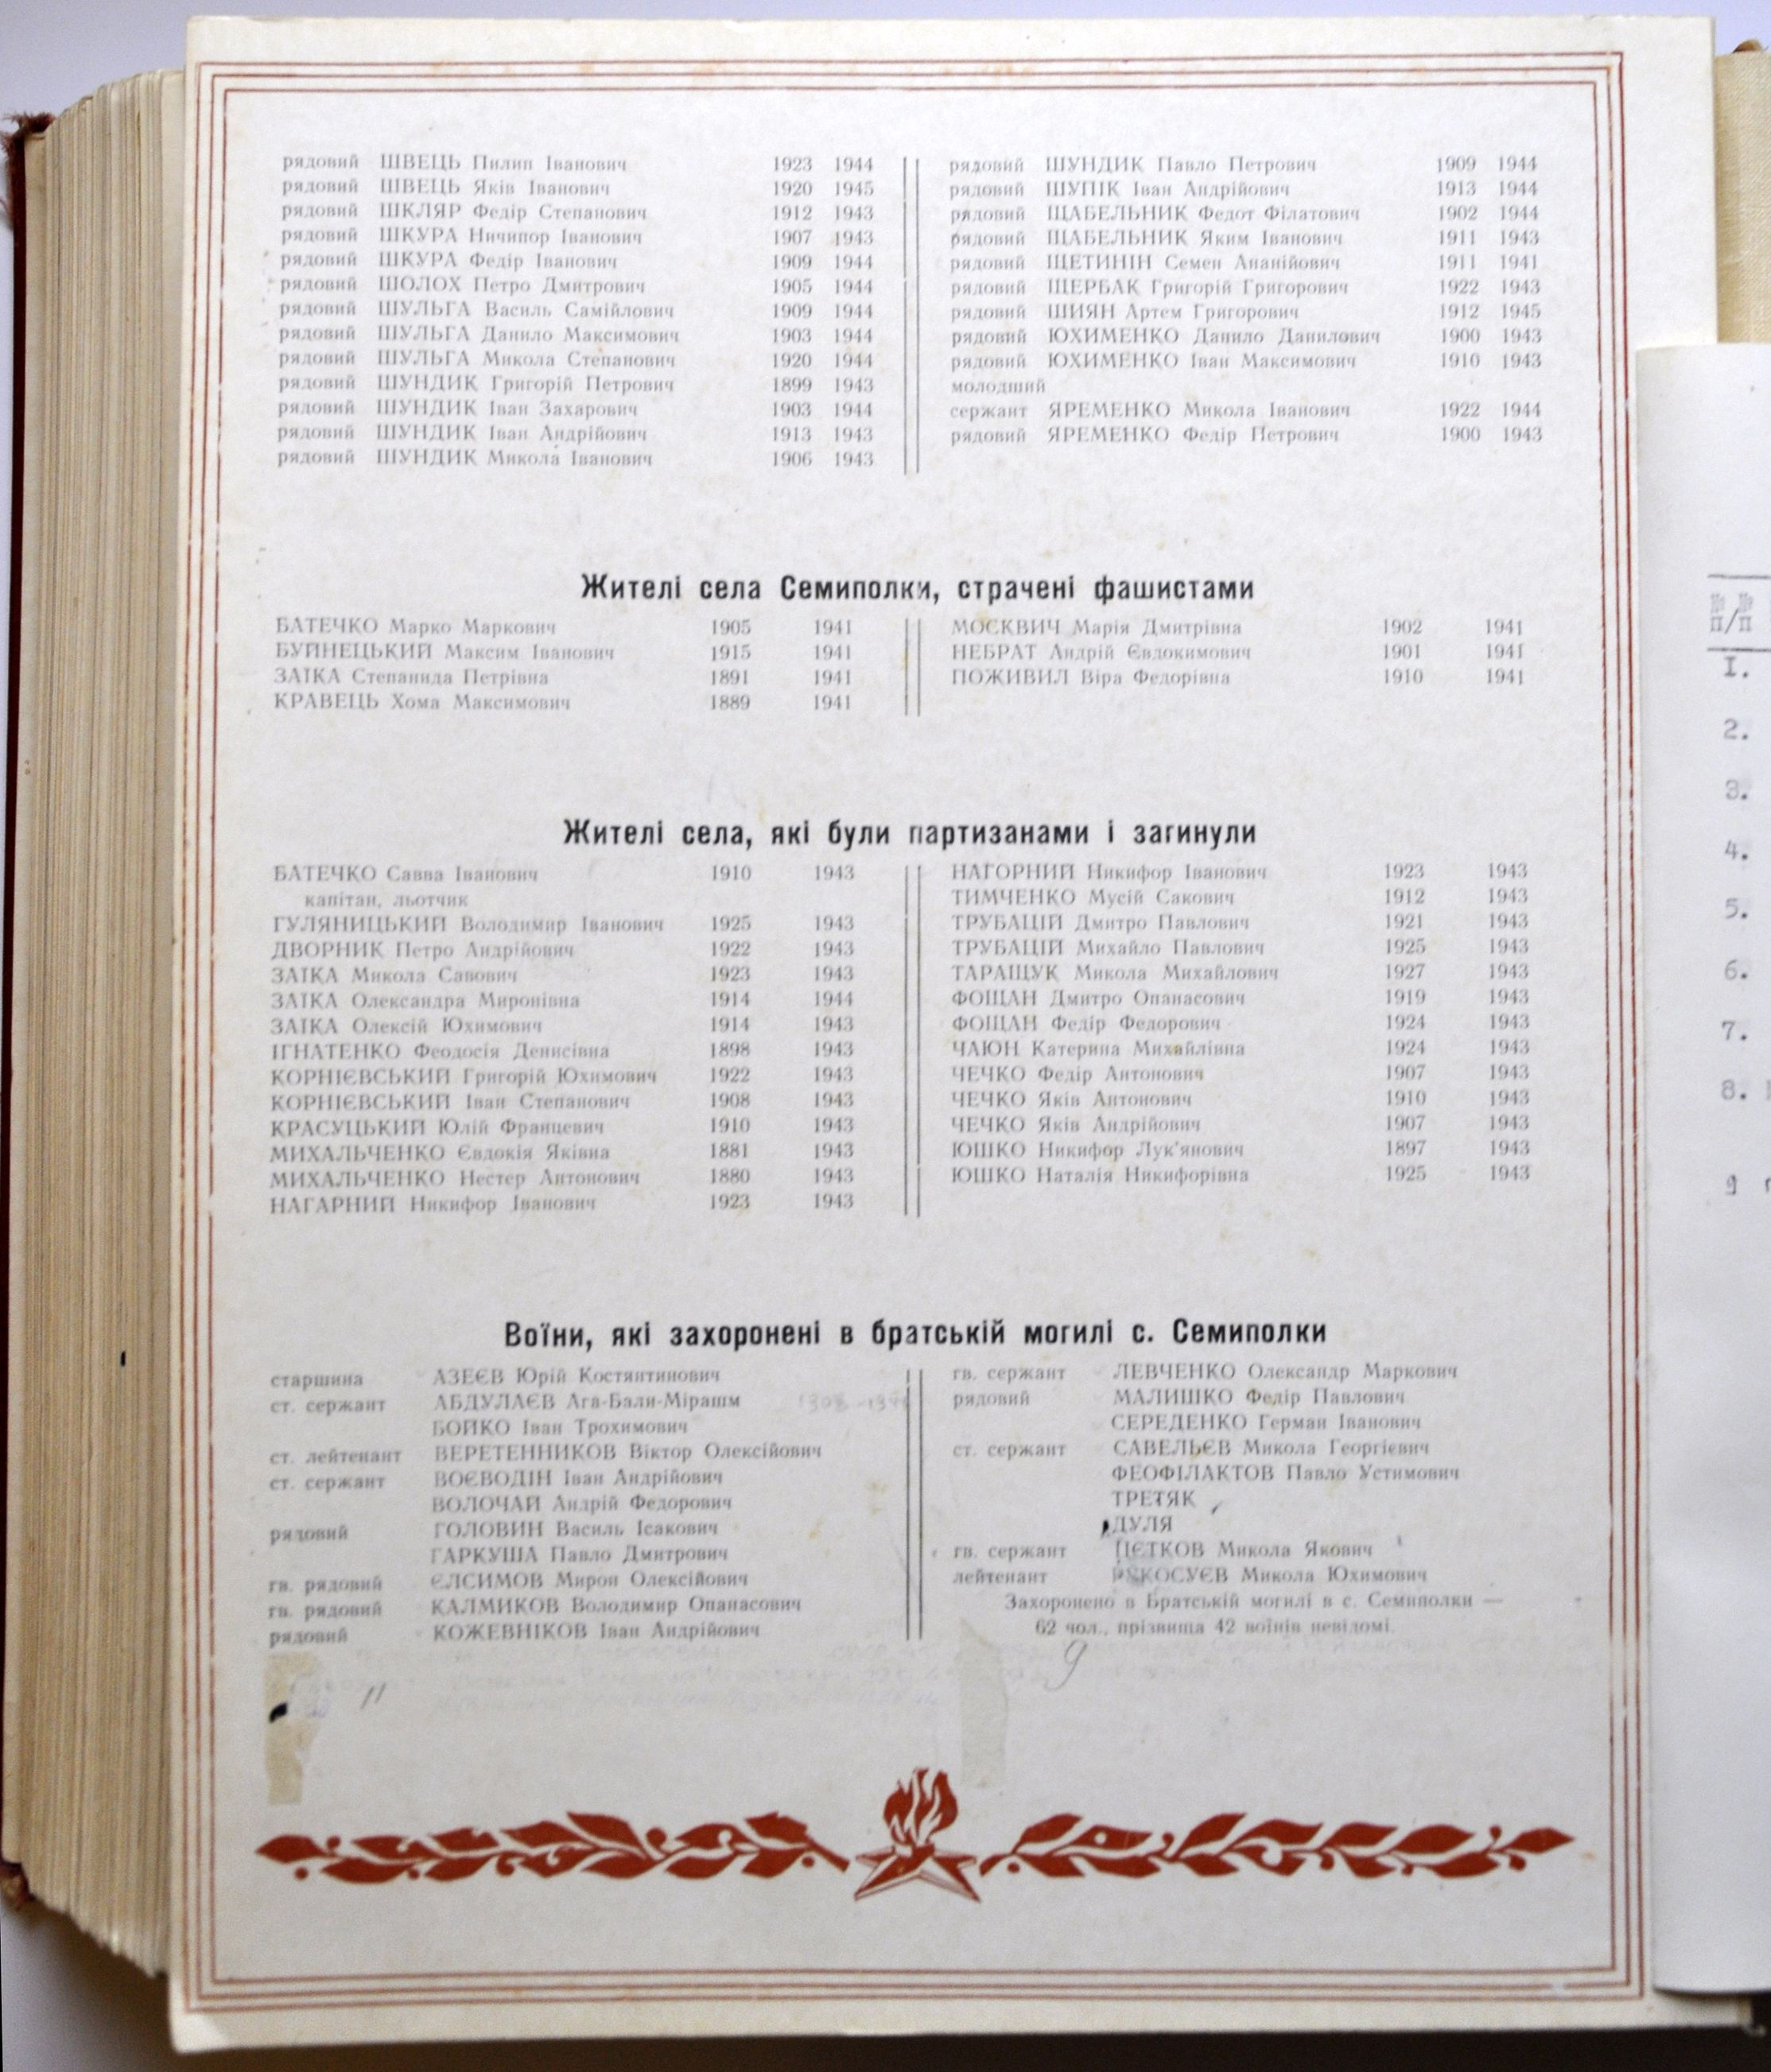 рядовий ШВЕЦЬ Пилип Іванович 1923 1944
рядовий ШВЕЦЬ Яків Іванович 1920 1945
рядовий ШКЛЯР Федір Степанович 1912 1943
рядовий ШКУРА Ничипор Іванович 1907 1943
рядовий ШКУРА Федір Іванович 1909 1944
рядовий ШОЛОХ Петро Дмитрович 1905 1944
рядовий ШУЛЬГА Василь Самійлович 1909 1944
рядовий ШУЛЬГА Данило Максимович 1903 1944
рядовий ШУЛЬГА Микола Степанович 1920 1944
рядовий ШУНДИК Григорій Петрович 1899 1943
рядовий ШУНДИК Іван Захарович 1903 1944
рядовий ШУНДИК Іван Андрійович 1913 1943
рядовий ШУНДИК Микола Іванович 1906 1943
рядовий ШУНДИК Павло Петрович 1909 1944
рядовий ШУПІК Іван Андрійович 1913 1944
рядовий ЩАБЕЛЬНИК Федот Філатович 1902 1944
рядовий ЩАБЕЛЬНИК Яким Іванович 1911 1943
рядовий ЩЕТИНІН Семен Ананійович 1911 1941
рядовий ЩЕРБАК Григорій Григорович 1922 1943
рядовий ШИЯН Артем Григорович 1912 1945
рядовий ЮХИМЕНКО Данило Данилович 1900 1943
рядовий ЮХИМЕНКО Іван Максимович 1910 1943
молодший
сержант ЯРЕМЕНКО Микола Іванович 1922 1944
рядовий ЯРЕМЕНКО Федір Петрович 1900 1943
Жителі села Семиполки, страчені фашистами
БАТЕЧКО Марко Маркович 1905 1941
БУЙНЕЦЬКИЙ Максим Іванович 1915 1941
ЗАЇКА Степанида Петрівна 1891 1941
КРАВЕЦЬ Хома Максимович 1889 1941
МОСКВИЧ Марія Дмитрівна 1902 1941
НЕБРАТ Андрій Євдокимович 1901 1941
ПОЖИВИЛ Віра Федорівна 1910 1941
Жителі села, які були партизанами і загинули
БАТЕЧКО Савва Іванович 1910 1943
капітан, льотчик
ГУЛЯНИЦЬКИЙ Володимир Іванович 1925 1943
ДВОРНИК Петро Андрійович 1922 1943
ЗАЇКА Микола Савович 1923 1943
ЗАЇКА Олександра Миронівна 1914 1944
ЗАЇКА Олексій Юхимович 1914 1943
ІГНАТЕНКО Феодосія Денисівна 1898 1943
КОРНІЄВСЬКИЙ Григорій Юхимович 1922 1943
КОРНІЄВСЬКИЙ Іван Степанович 1908 1943
КРАСУЦЬКИЙ Юлій Францевич 1910 1943
МИХАЛЬЧЕНКО Євдокія Яківна 1881 1943
МИХАЛЬЧЕНКО Нестер Антонович 1880 1943
НАГАРНИЙ Никифор Іванович 1923 1943
НАГОРНИЙ Никифор Іванович 1923 1943
ТИМЧЕНКО Мусій Сакович 1912 1943
ТРУБАЦІЙ Дмитро Павлович 1921 1943
ТРУБАЦІЙ Михайло Павлович 1925 1943
ТАРАЩУК Микола Михайлович 1927 1943
ФОЩАН Дмитро Опанасович 1919 1943
ФОЩАН Федір Федорович 1924 1943
ЧАЮН Катерина Михайлівна 1924 1943
ЧЕЧКО Федір Антонович 1907 1943
ЧЕЧКО Яків Антонович 1910 1943
ЧЕЧКО Яків Андрійович 1907 1943
ЮШКО Никифор Лук'янович 1897 1943
ЮШКО Наталія Никифорівна 1925 1943
Воїни, які захоронені в братській могилі с. Семиполки
старшина АЗЕЄВ Юрій Костянтинович
ст. сержант АБДУЛАЄВ Ага-Бали-Мірашм
БОЙКО Іван Трохимович
ст. лейтенант ВЕРЕТЕННИКОВ Віктор Олексійович
ст. сержант ВОЄВОДІН Іван Андрійович
ВОЛОЧАЙ Андрій Федорович
рядовий ГОЛОВИН Василь Ісакович
ГАРКУША Павло Дмитрович
гв. рядовий ЄЛСИМОВ Мирон Олексійович
гв. рядовий КАЛМИКОВ Володимир Опанасович
рядовий КОЖЕВНІКОВ Іван Андрійович
11
гв. сержант ЛЕВЧЕНКО Олександр Маркович
рядовий МАЛИШКО Федір Павлович
СЕРЕДЕНКО Герман Іванович
ст. сержант САВЕЛЬЄВ Микола Георгієвич
ФЕОФІЛАКТОВ Павло Устимович
ТРЕТЯК
ДУЛЯ
гв. сержант ЦЄТКОВ Микола Якович
лейтенант Микола Юхимович
Захоронено в Братській могилі в с. Семиполки —
62 чол., прізвища 42 воїнів невідомі.
9
№№
п/п
1.
2.
3.
4.
5.
6.
7.
8.
9